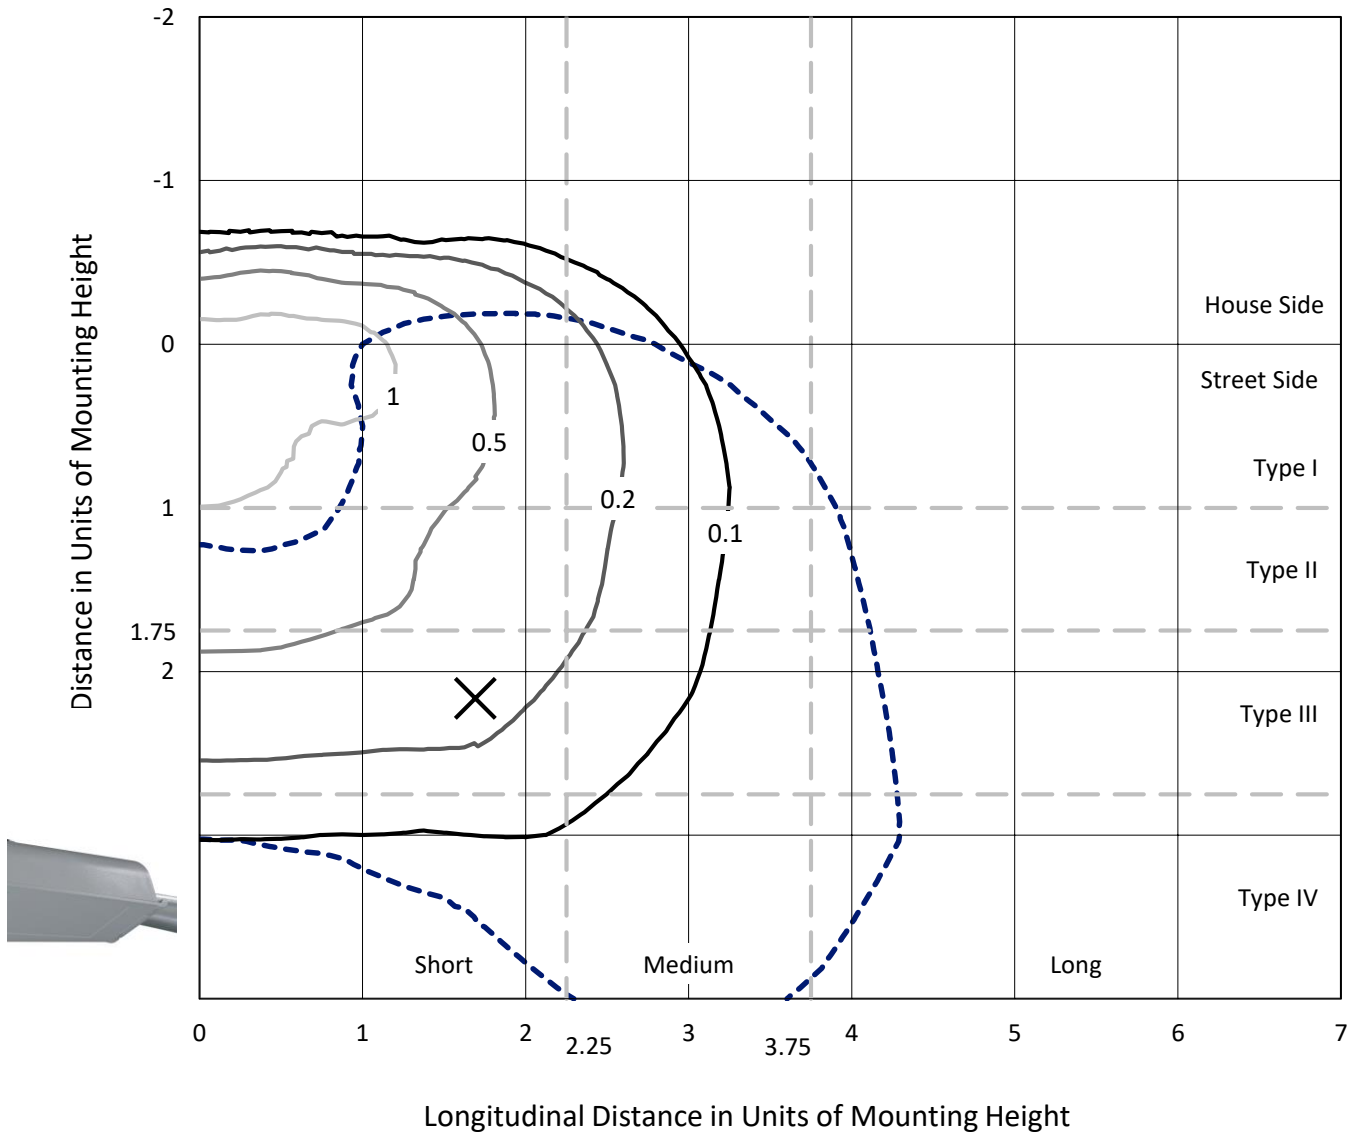 -2
-1
0
1
1.75
2
Distance in Units of Mounting Height
House Side
Street Side
Type I
Type II
Type III
Type IV
1
0.5
0.2
0.1
Short
Medium
Long
0
1
2
2.25
3
3.75
4
5
6
7
Longitudinal Distance in Units of Mounting Height